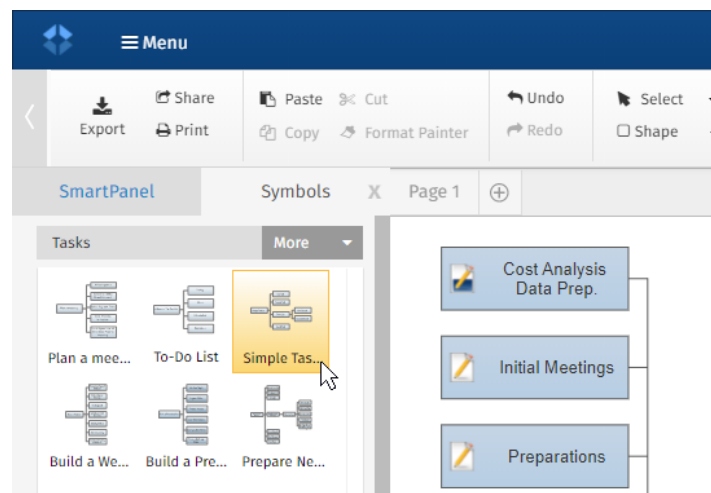 Menu
Export
Share
Print
Paste
Cut
Copy
Format Painter
Undo
Redo
Select
Shape
SmartPanel
Symbols
X
Page 1
Tasks
More
Plan a mee...
To-Do List
Simple Tas...
Build a We...
Build a Pre...
Prepare Ne...
Cost Analysis
Data Prep.
Initial Meetings
Preparations